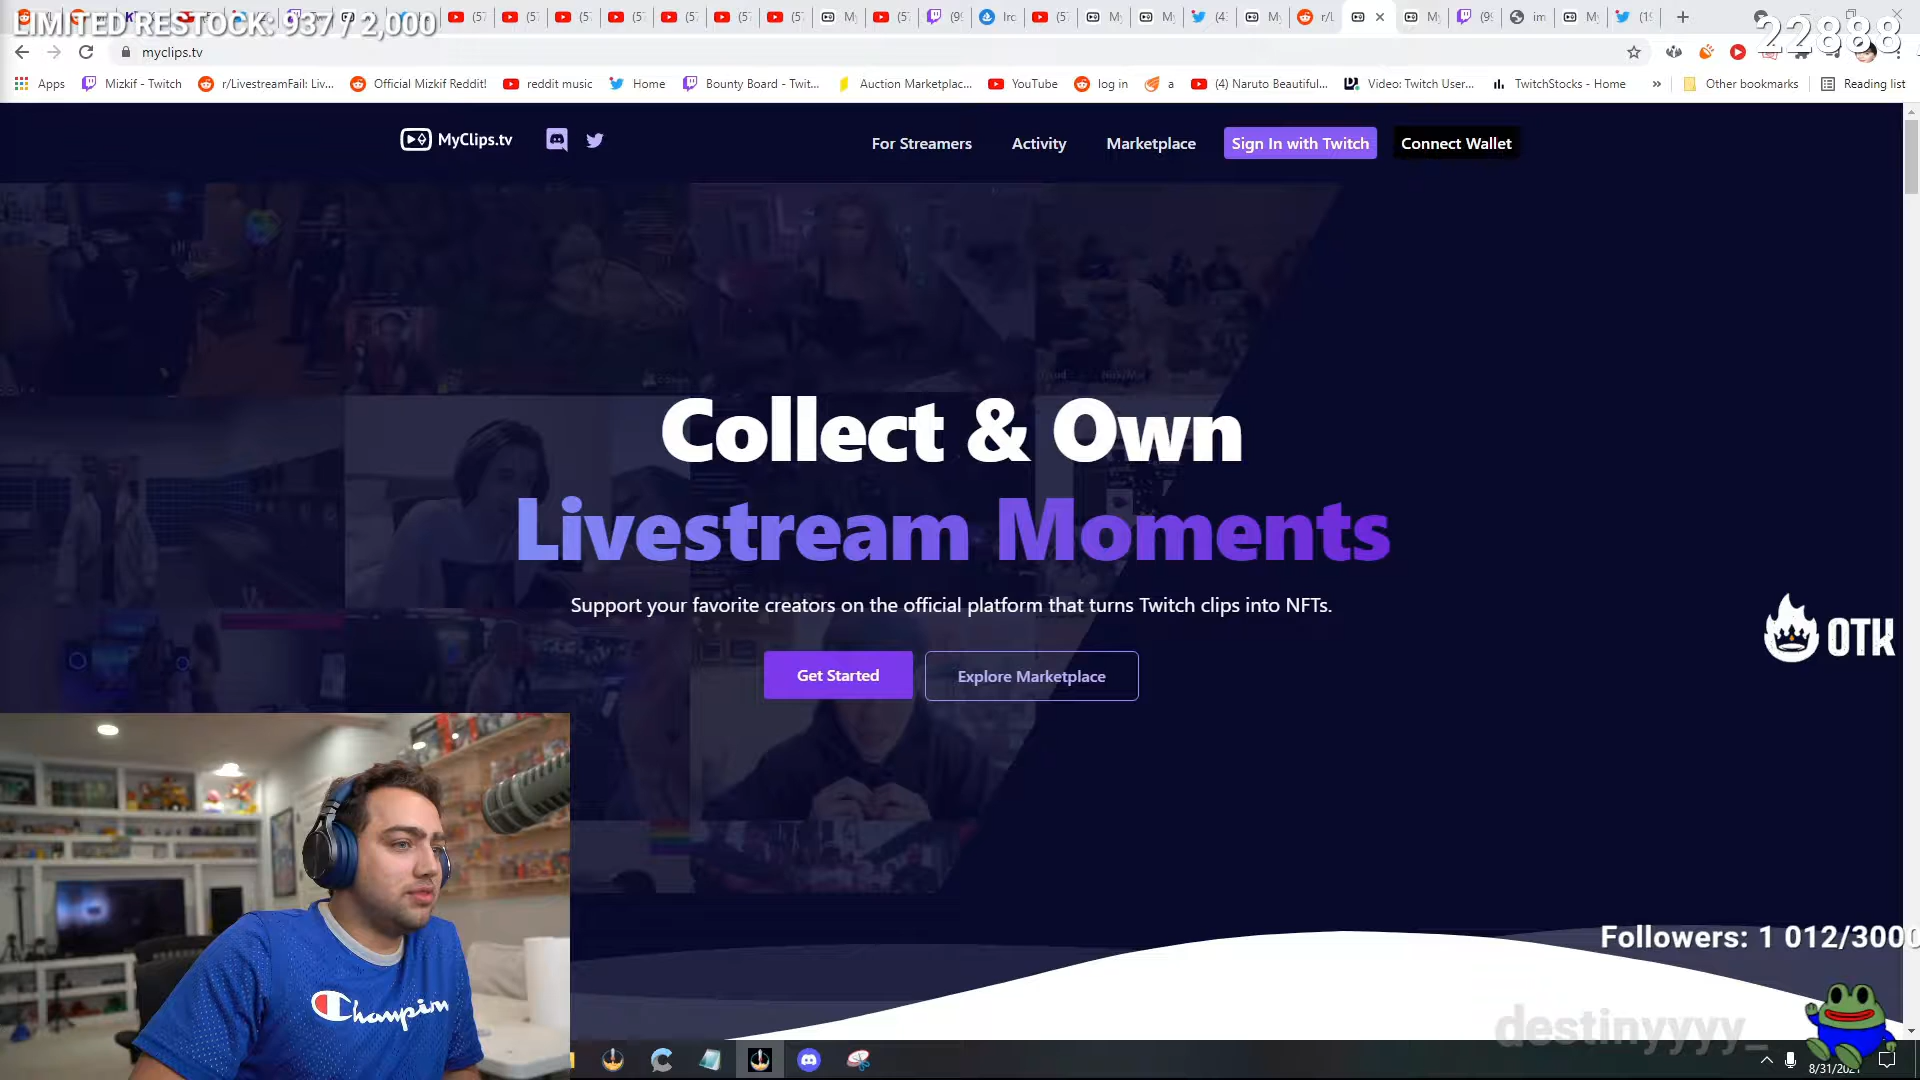 LIMITED RESTOCK: 937 / 2,000
22888
myclips.tv
Apps
Mizkif - Twitch
r/LivestreamFail: Liv...
Official Mizkif Reddit!
reddit music
Home
Bounty Board - Twit...
Auction Marketplac...
YouTube
log in
a
(4) Naruto Beautiful...
Video: Twitch User...
TwitchStocks - Home
»
Other bookmarks
Reading list
MyClips.tv
For Streamers
Activity
Marketplace
Sign In with Twitch
Connect Wallet
Collect & Own
Livestream Moments
Support your favorite creators on the official platform that turns Twitch clips into NFTs.
Get Started
Explore Marketplace
OTK
Champion
Followers: 1 012/3000
destinyyyy_